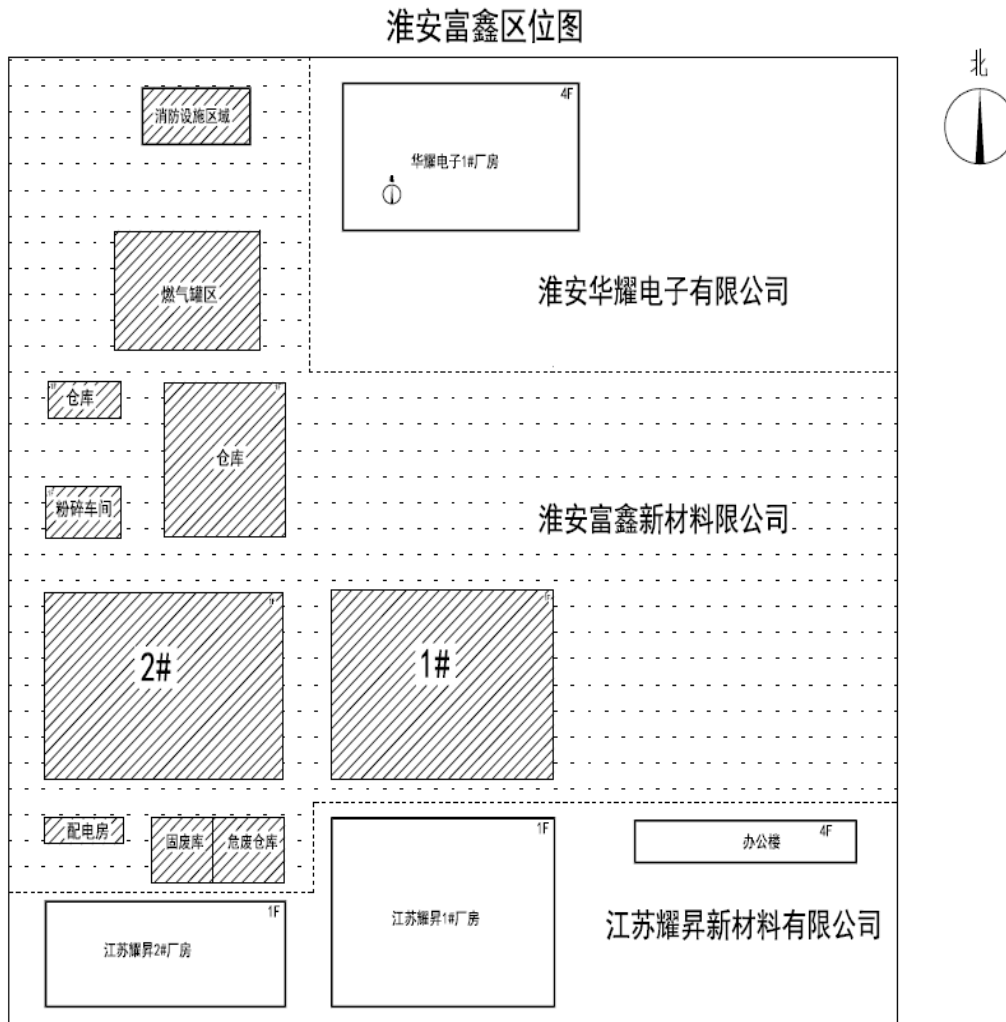 淮安富鑫区位图
北
消防设施区域
4F
华耀电子1#厂房
燃气罐区
淮安华耀电子有限公司
仓库
仓库
粉碎车间
淮安富鑫新材料限公司
2#
1#
配电房
固废库
危废仓库
1F
江苏耀昇1#厂房
办公楼
4F
江苏耀昇新材料有限公司
1F
江苏耀昇2#厂房